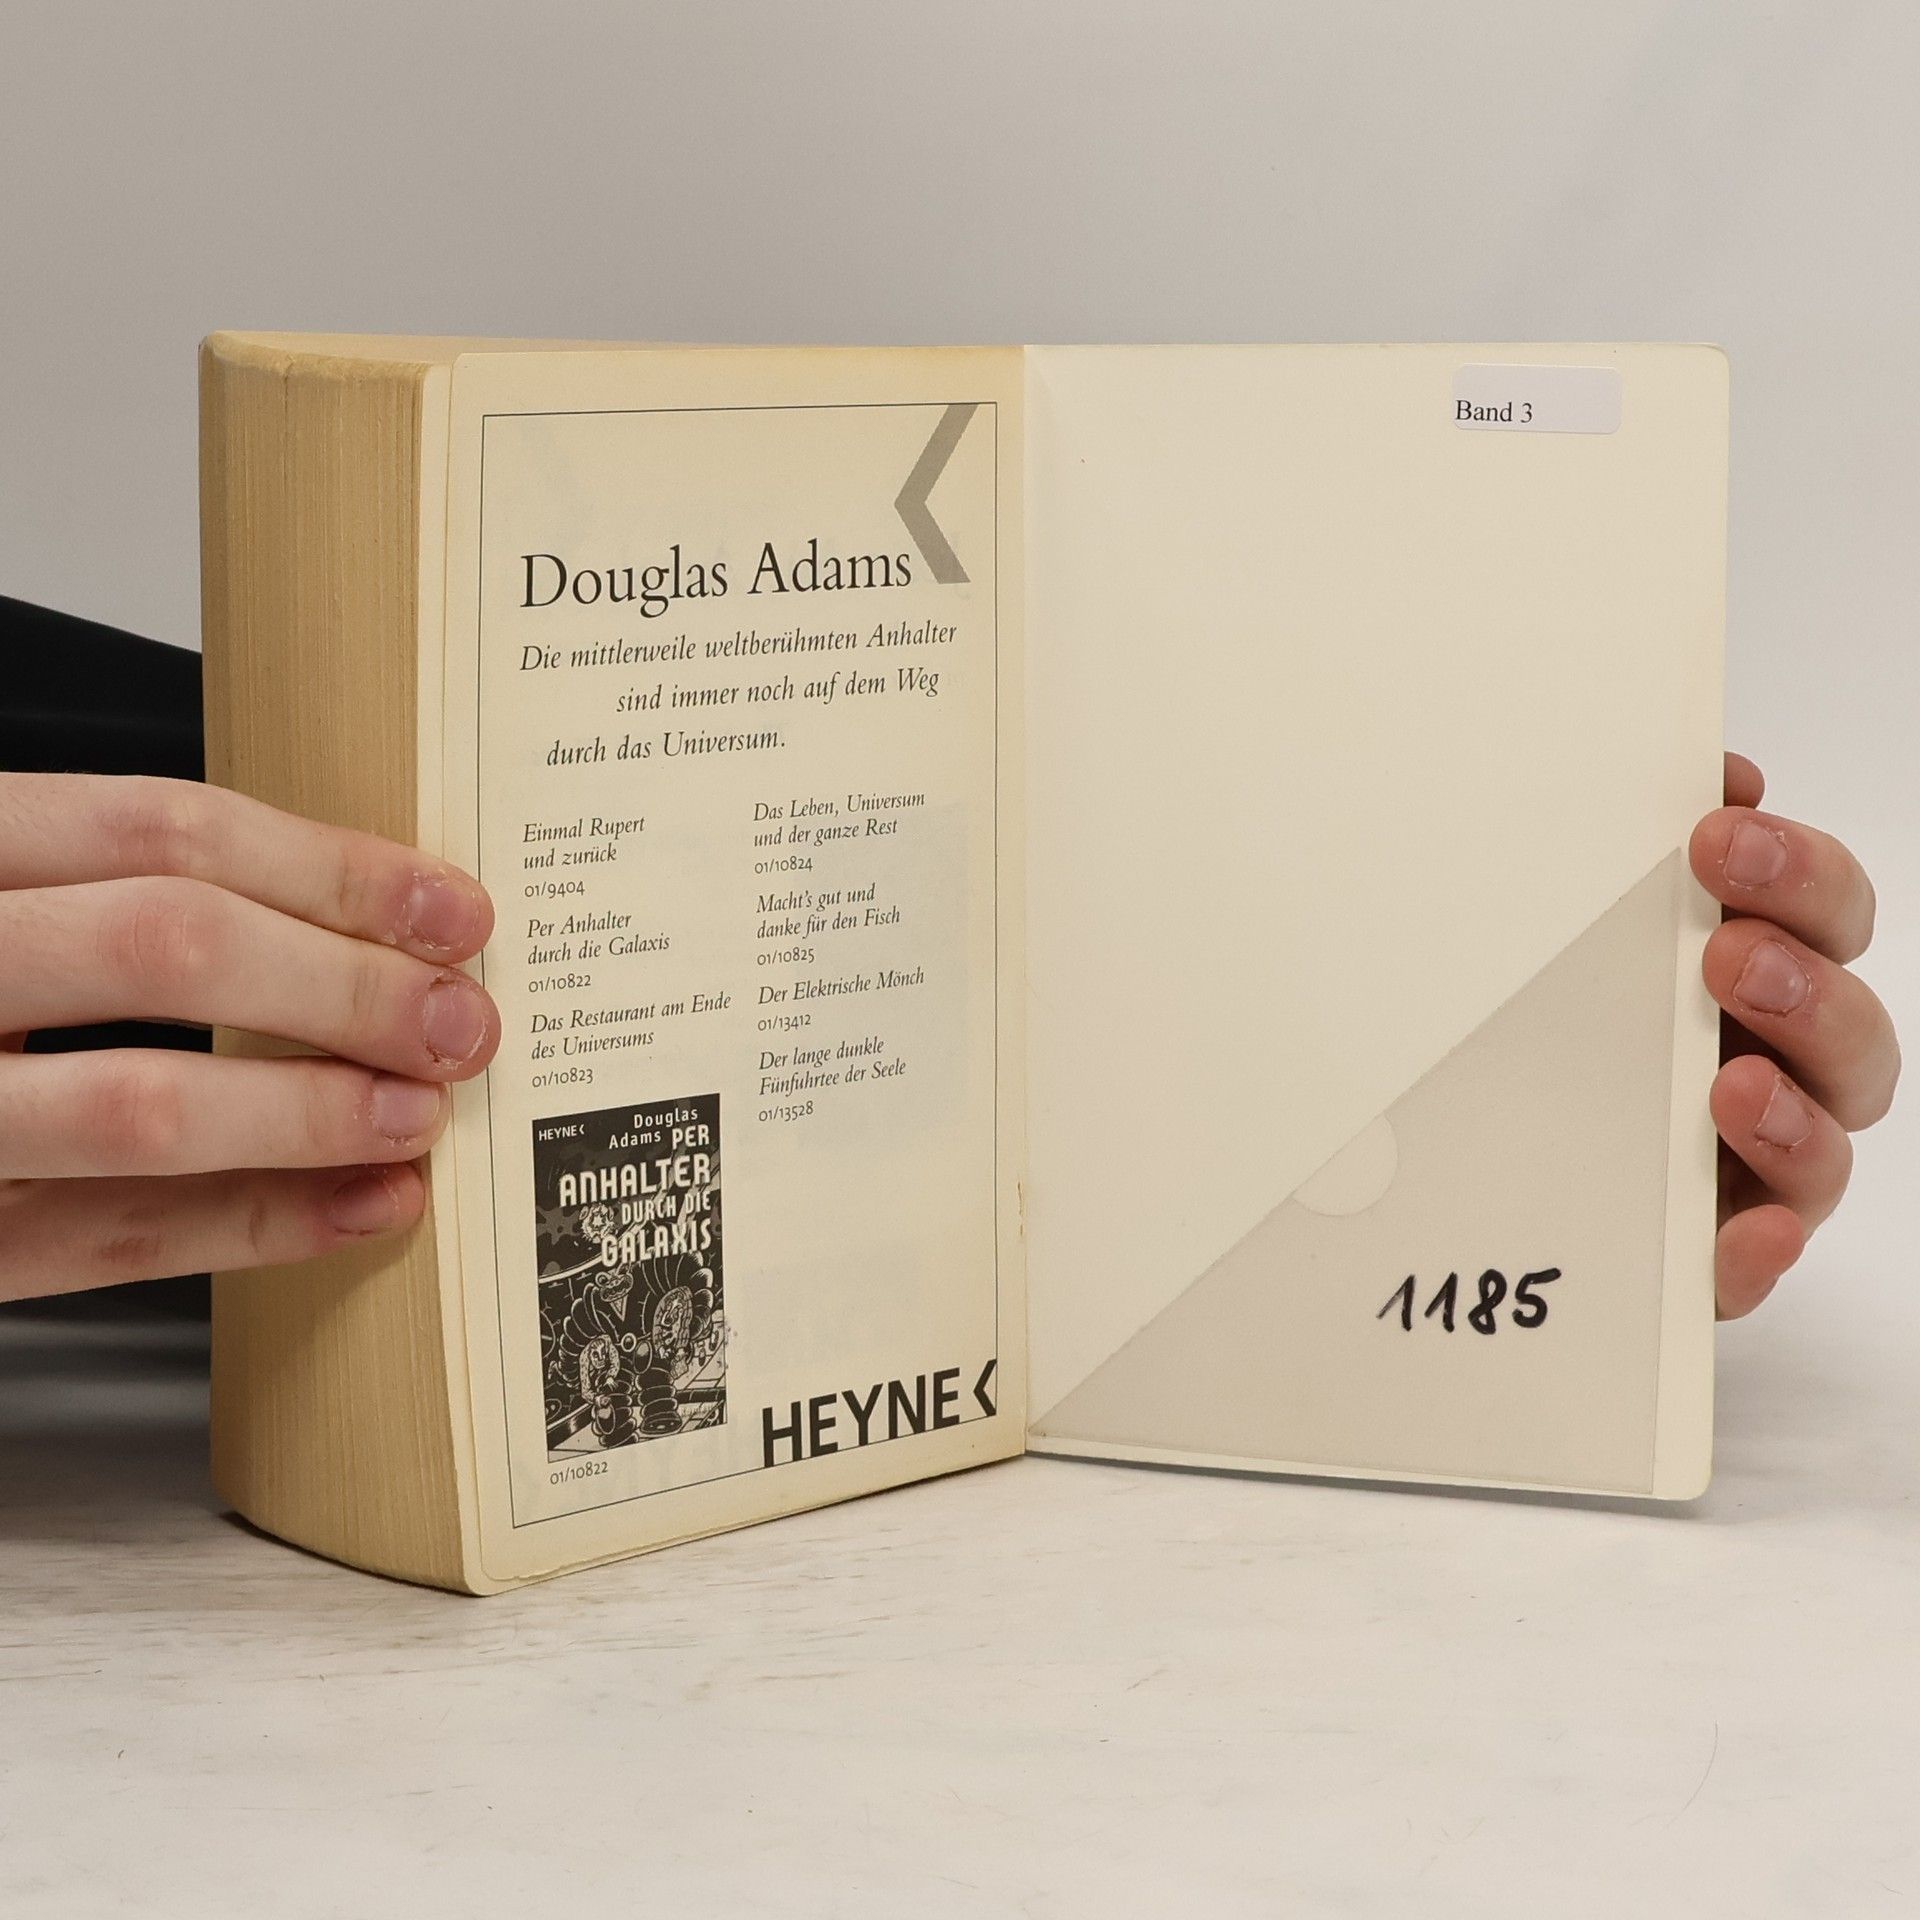 Douglas Adams
Die mittlerweile weltberühmten Anhalter
sind immer noch auf dem Weg
durch das Universum.
Einmal Rupert
und zurück
01/9404
Per Anhalter
durch die Galaxis
01/10822
Das Restaurant am Ende
des Universums
01/10823
Das Leben, Universum
und der ganze Rest
01/10824
Macht's gut und
danke für den Fisch
01/10825
Der Elektrische Mönch
01/13412
Der lange dunkle
Fünfuhrtee der Seele
01/13528
HEYNE
Douglas
Adams PER
ANHALTER
DURCH DIE
GALAXIS
01/10822
HEYNE
Band 3
1185